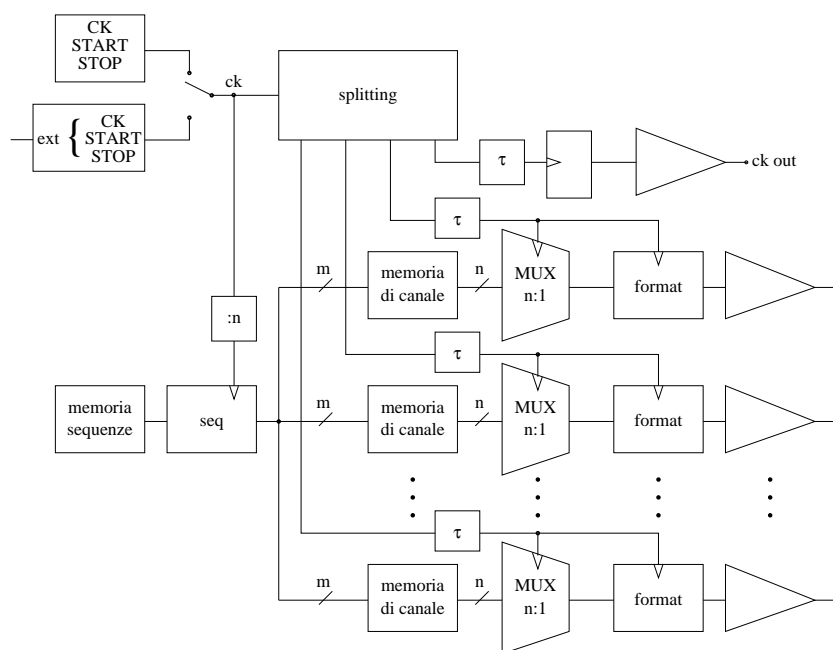 CK
START
STOP
ck
splitting
ext { CK
START
STOP
τ
ck out
τ
m
memoria
di canale
n
MUX
n:1
format
:n
τ
memoria
sequenze
seq
m
memoria
di canale
n
MUX
n:1
format
τ
m
memoria
di canale
n
MUX
n:1
format